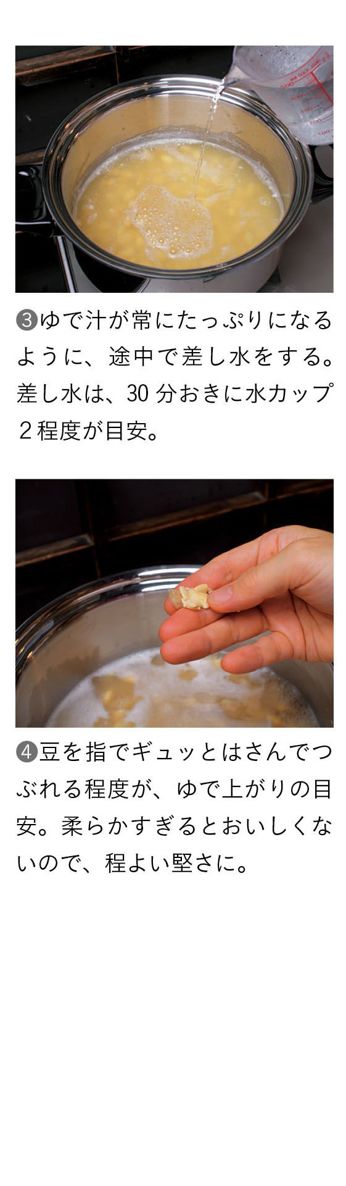 ❸ゆで汁が常にたっぷりになる
ように、途中で差し水をする。
差し水は、30 分おきに水カップ
２程度が目安。
❹豆を指でギュッとはさんでつ
ぶれる程度が、ゆで上がりの目
安。柔らかすぎるとおいしくな
いので、程よい堅さに。